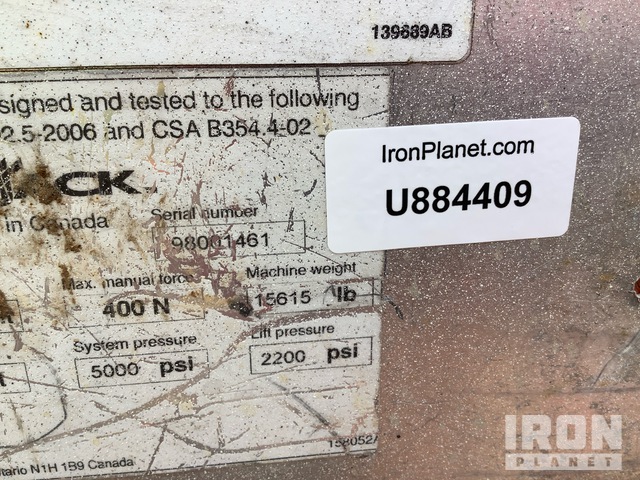 139689AB
signed and tested to the following
2.5-2006 and CSA B354.4-02
IronPlanet.com
U884409
CK
in Canada
Serial number
98001461
Max. manual force
Machine weight
400 N
15615 lb
System pressure
Lift pressure
5000 psi
2200 psi
158052A
tario N1H 1B9 Canada
IRON
PLANET